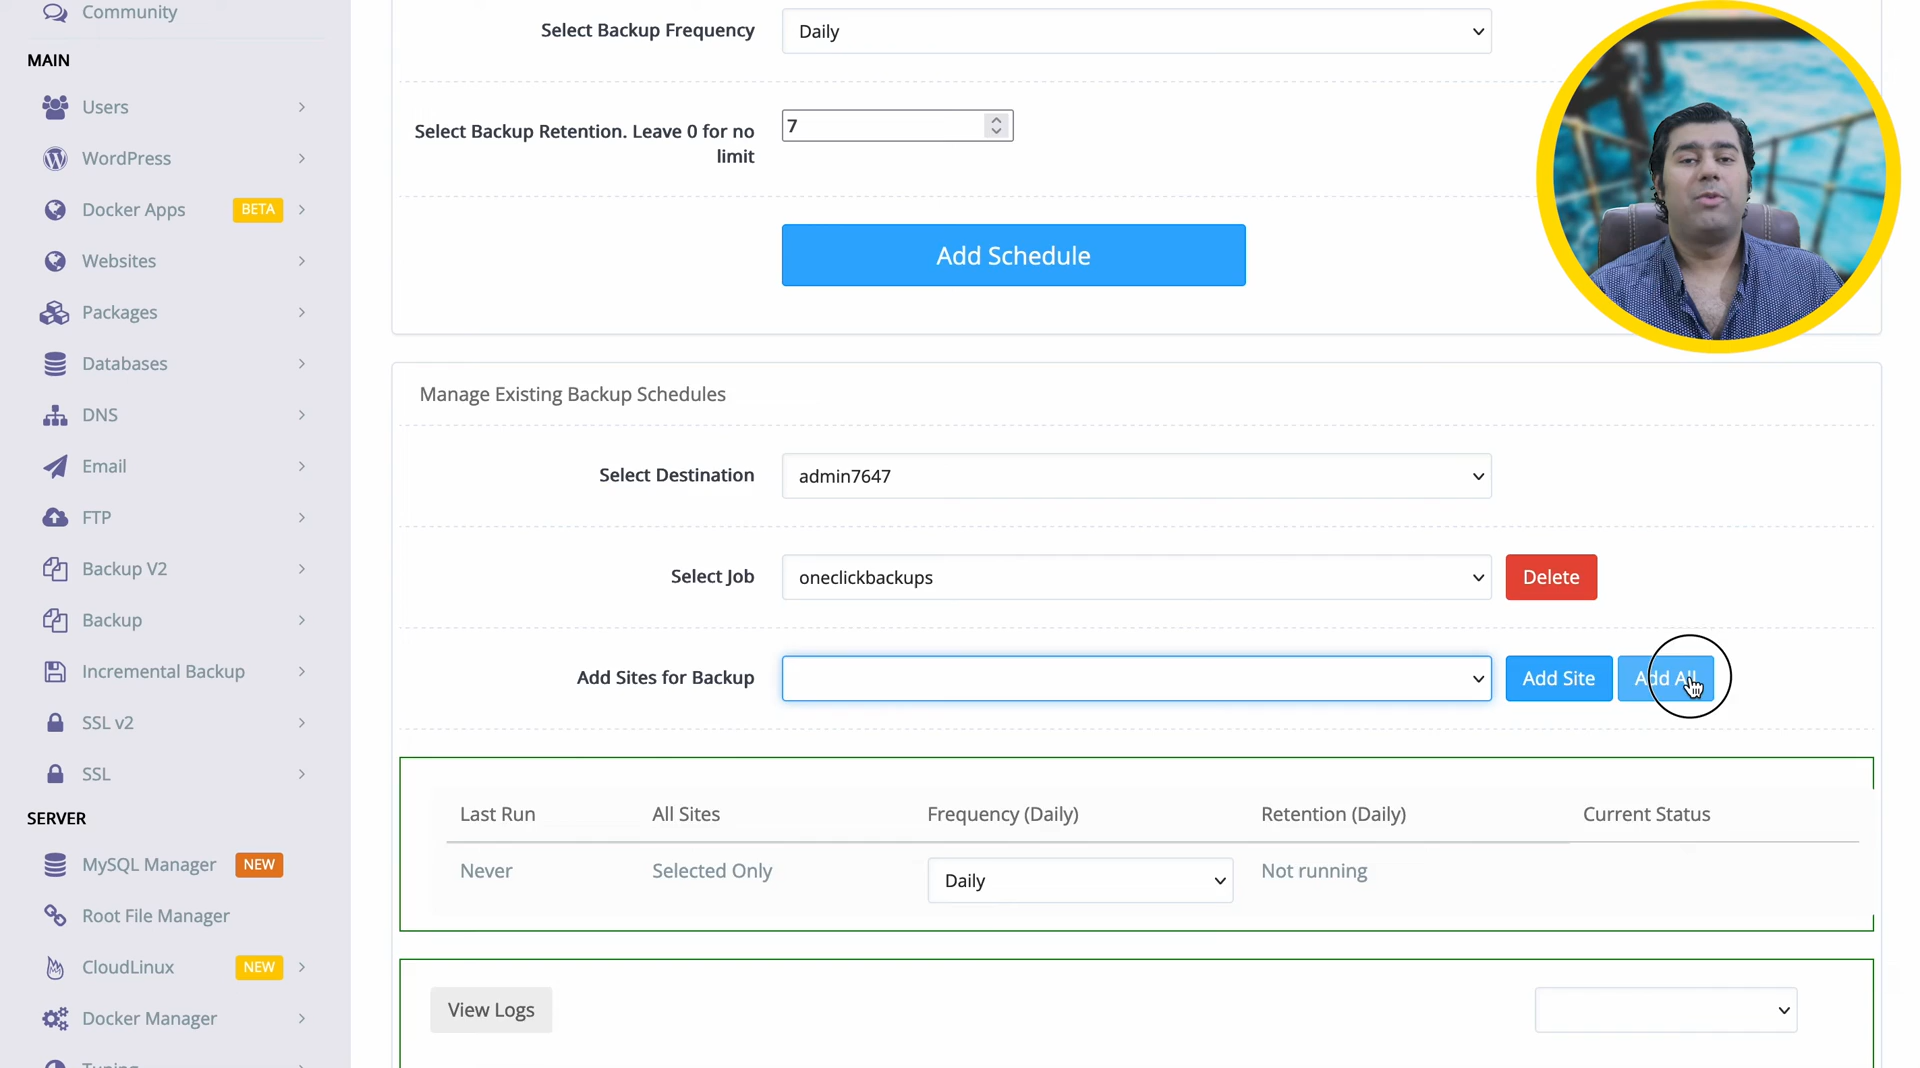 Community
MAIN
Users
WordPress
Docker Apps BETA
Websites
Packages
Databases
DNS
Email
FTP
Backup V2
Backup
Incremental Backup
SSL v2
SSL
SERVER
MySQL Manager NEW
Root File Manager
CloudLinux NEW
Docker Manager
Tuning
Select Backup Frequency
Daily
Select Backup Retention. Leave 0 for no
limit
7
Add Schedule
Manage Existing Backup Schedules
Select Destination
admin7647
Select Job
oneclickbackups
Delete
Add Sites for Backup
Add Site
Add All
Last Run All Sites Frequency (Daily) Retention (Daily) Current Status
Never Selected Only Daily Not running
View Logs